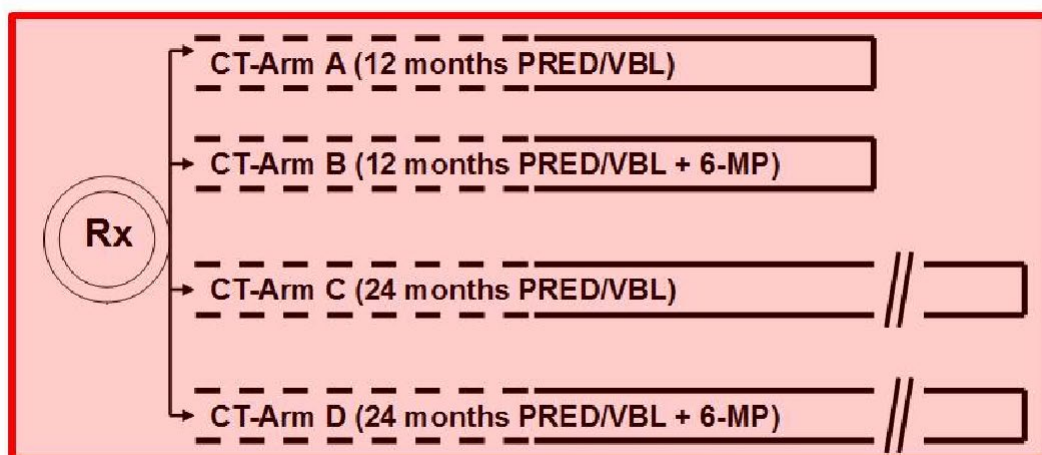 CT-Arm A (12 months PRED/VBL)
CT-Arm B (12 months PRED/VBL + 6-MP)
Rx
CT-Arm C (24 months PRED/VBL)
CT-Arm D (24 months PRED/VBL + 6-MP)